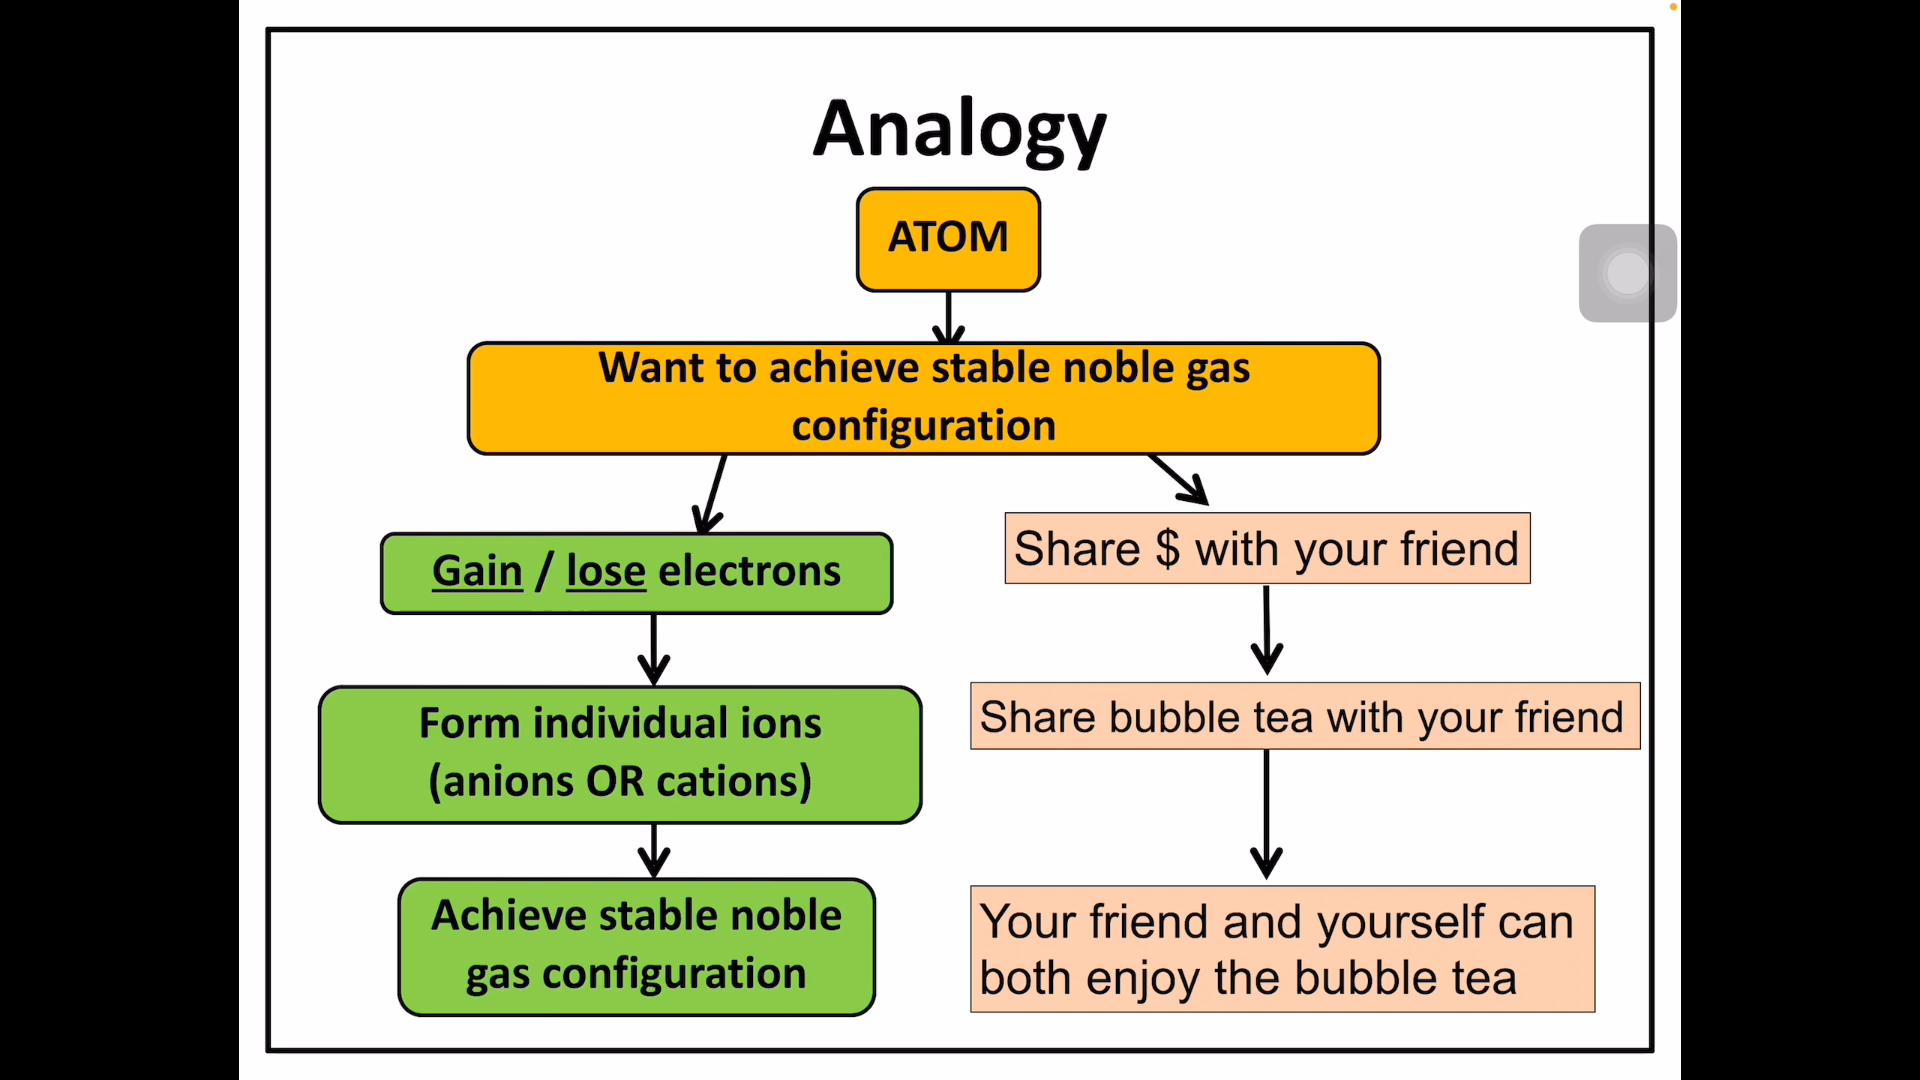 Analogy
ATOM
Want to achieve stable noble gas
configuration
Gain / lose electrons
Share $ with your friend
Form individual ions
(anions OR cations)
Share bubble tea with your friend
Achieve stable noble
gas configuration
Your friend and yourself can
both enjoy the bubble tea